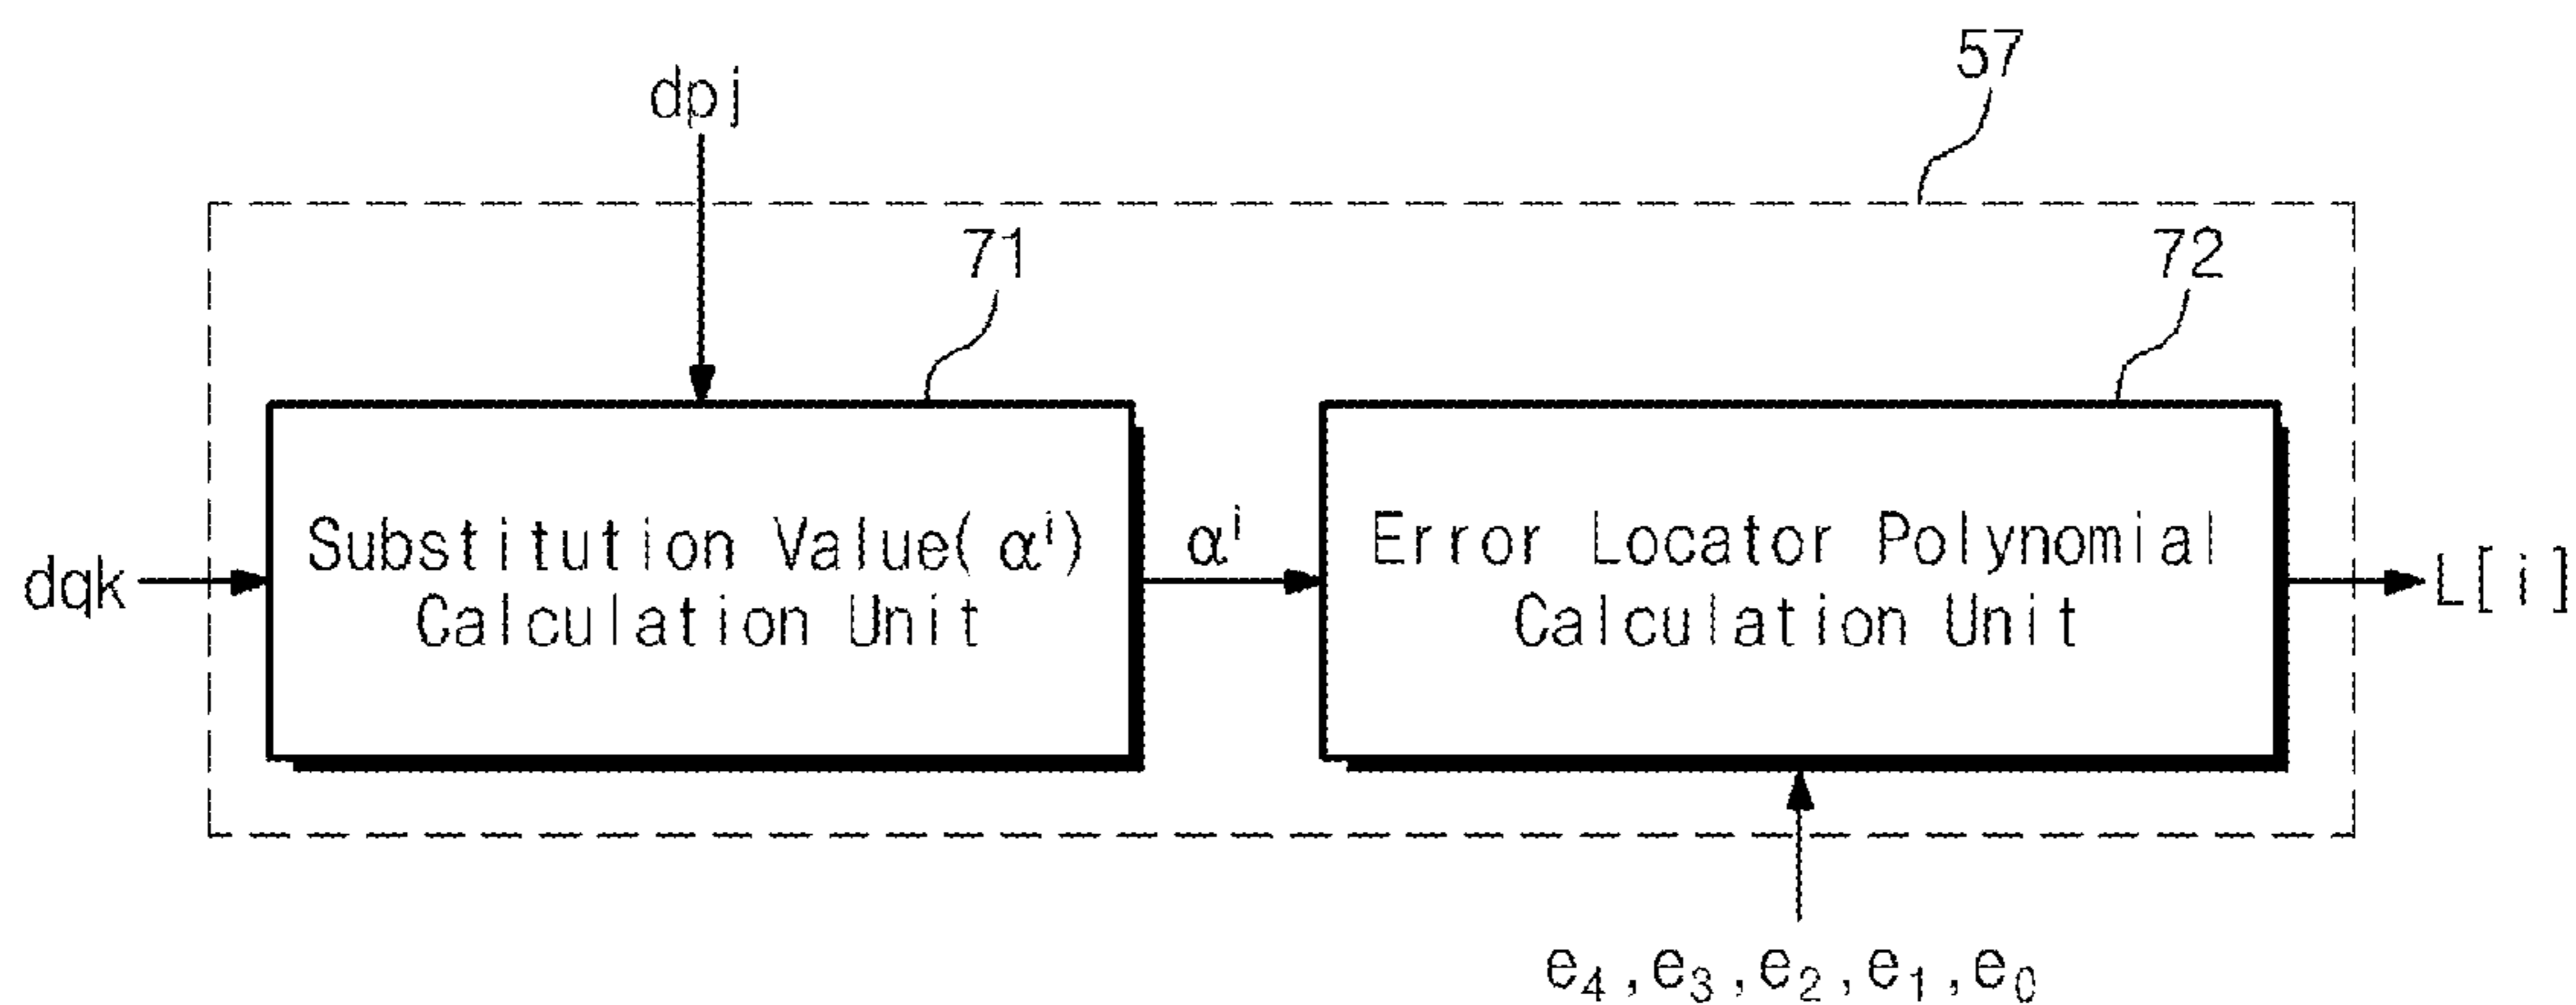 57
dpj
71
72
Substitution Value(αⁱ)
Calculation Unit
dqk
αⁱ
Error Locator Polynomial
Calculation Unit
L[i]
e₄,e₃,e₂,e₁,e₀